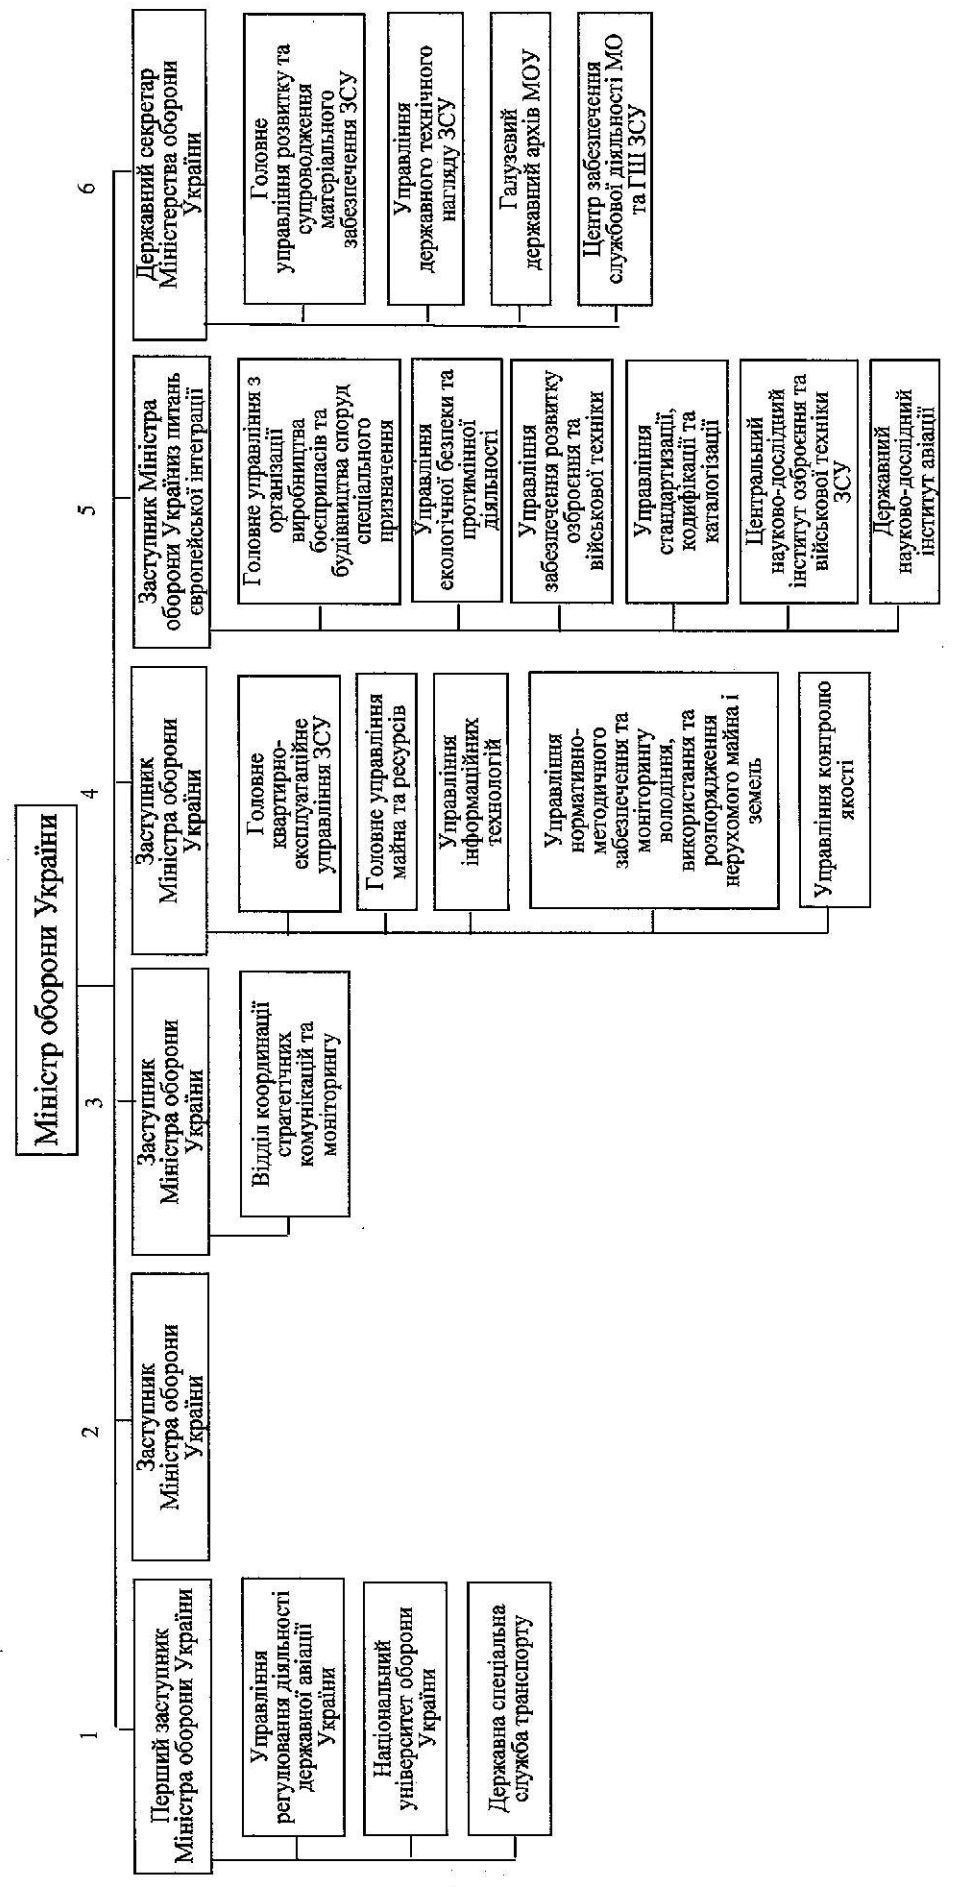 Міністр оборони України
1
Перший заступник
Міністра оборони України
Управління
регулювання діяльності
державної авіації
України
Національний
університет оборони
України
Державна спеціальна
служба транспорту
2
Заступник
Міністра оборони
України
3
Заступник
Міністра оборони
України
Відділ координації
стратегічних
комунікацій та
моніторингу
4
Заступник
Міністра оборони
України
Головне
квартирно-
експлуатаційне
управління ЗСУ
Головне управління
майна та ресурсів
Управління
інформаційних
технологій
Управління
нормативно-
методичного
забезпечення та
моніторингу
володіння,
використання та
розпорядження
нерухомого майна і
земель
Управління контролю
якості
5
Заступник Міністра
оборони Україниз питань
європейської інтеграції
Головне управління з
організації
виробництва
боєприпасів та
будівництва споруд
спеціального
призначення
Управління
екологічної безпеки та
протимінної
діяльності
Управління
забезпечення розвитку
озброєння та
військової техніки
Управління
стандартизації,
кодифікації та
каталогізації
Центральний
науково-дослідний
інститут озброєння та
військової техніки
ЗСУ
Державний
науково-дослідний
інститут авіації
6
Державний секретар
Міністерства оборони
України
Головне
управління розвитку та
супроводження
матеріального
забезпечення ЗСУ
Управління
державного технічного
нагляду ЗСУ
Галузевий
державний архів МОУ
Центр забезпечення
службової діяльності МО
та ГШ ЗСУ